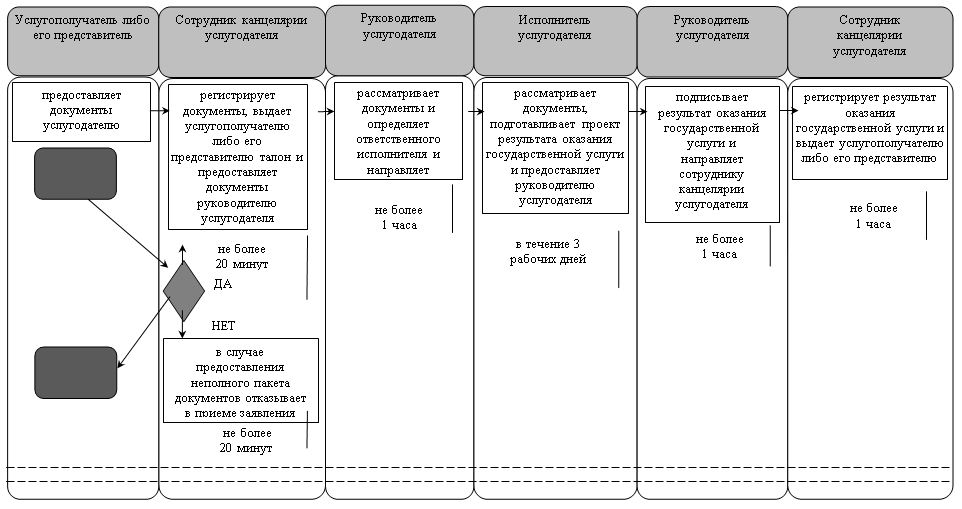 Услугополучатель либо
его представитель
Сотрудник канцелярии
услугодателя
Руководитель
услугодателя
Исполнитель
услугодателя
Руководитель
услугодателя
Сотрудник
канцелярии
услугодателя
предоставляет
документы
услугодателю
регистрирует
документы, выдает
услугополучателю
либо его
представителю талон и
предоставляет
документы
руководителю
услугодателя
не более
20 минут
ДА
НЕТ
в случае
предоставления
неполного пакета
документов отказывает
в приеме заявления
не более
20 минут
рассматривает
документы и
определяет
ответственного
исполнителя и
направляет
не более
1 часа
рассматривает
документы,
подготавливает проект
результата оказания
государственной услуги
и предоставляет
руководителю
услугодателя
в течение 3
рабочих дней
подписывает
результат оказания
государственной
услуги и
направляет
сотруднику
канцелярии
услугодателя
не более
1 часа
регистрирует результат
оказания
государственной услуги и
выдает услугополучателю
либо его представителю
не более
1 часа